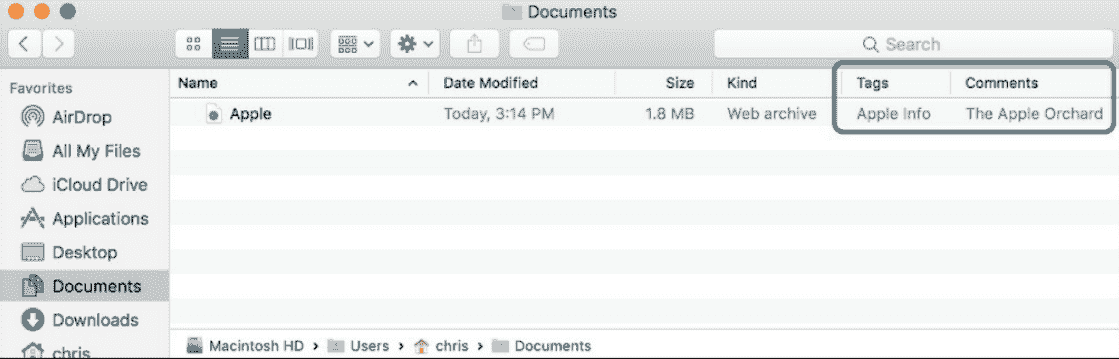 Documents
Search
Favorites
AirDrop
All My Files
iCloud Drive
Applications
Desktop
Documents
Downloads
chris
Name Date Modified Size Kind Tags Comments
Apple Today, 3:14 PM 1.8 MB Web archive Apple Info The Apple Orchard
Macintosh HD › Users › chris › Documents